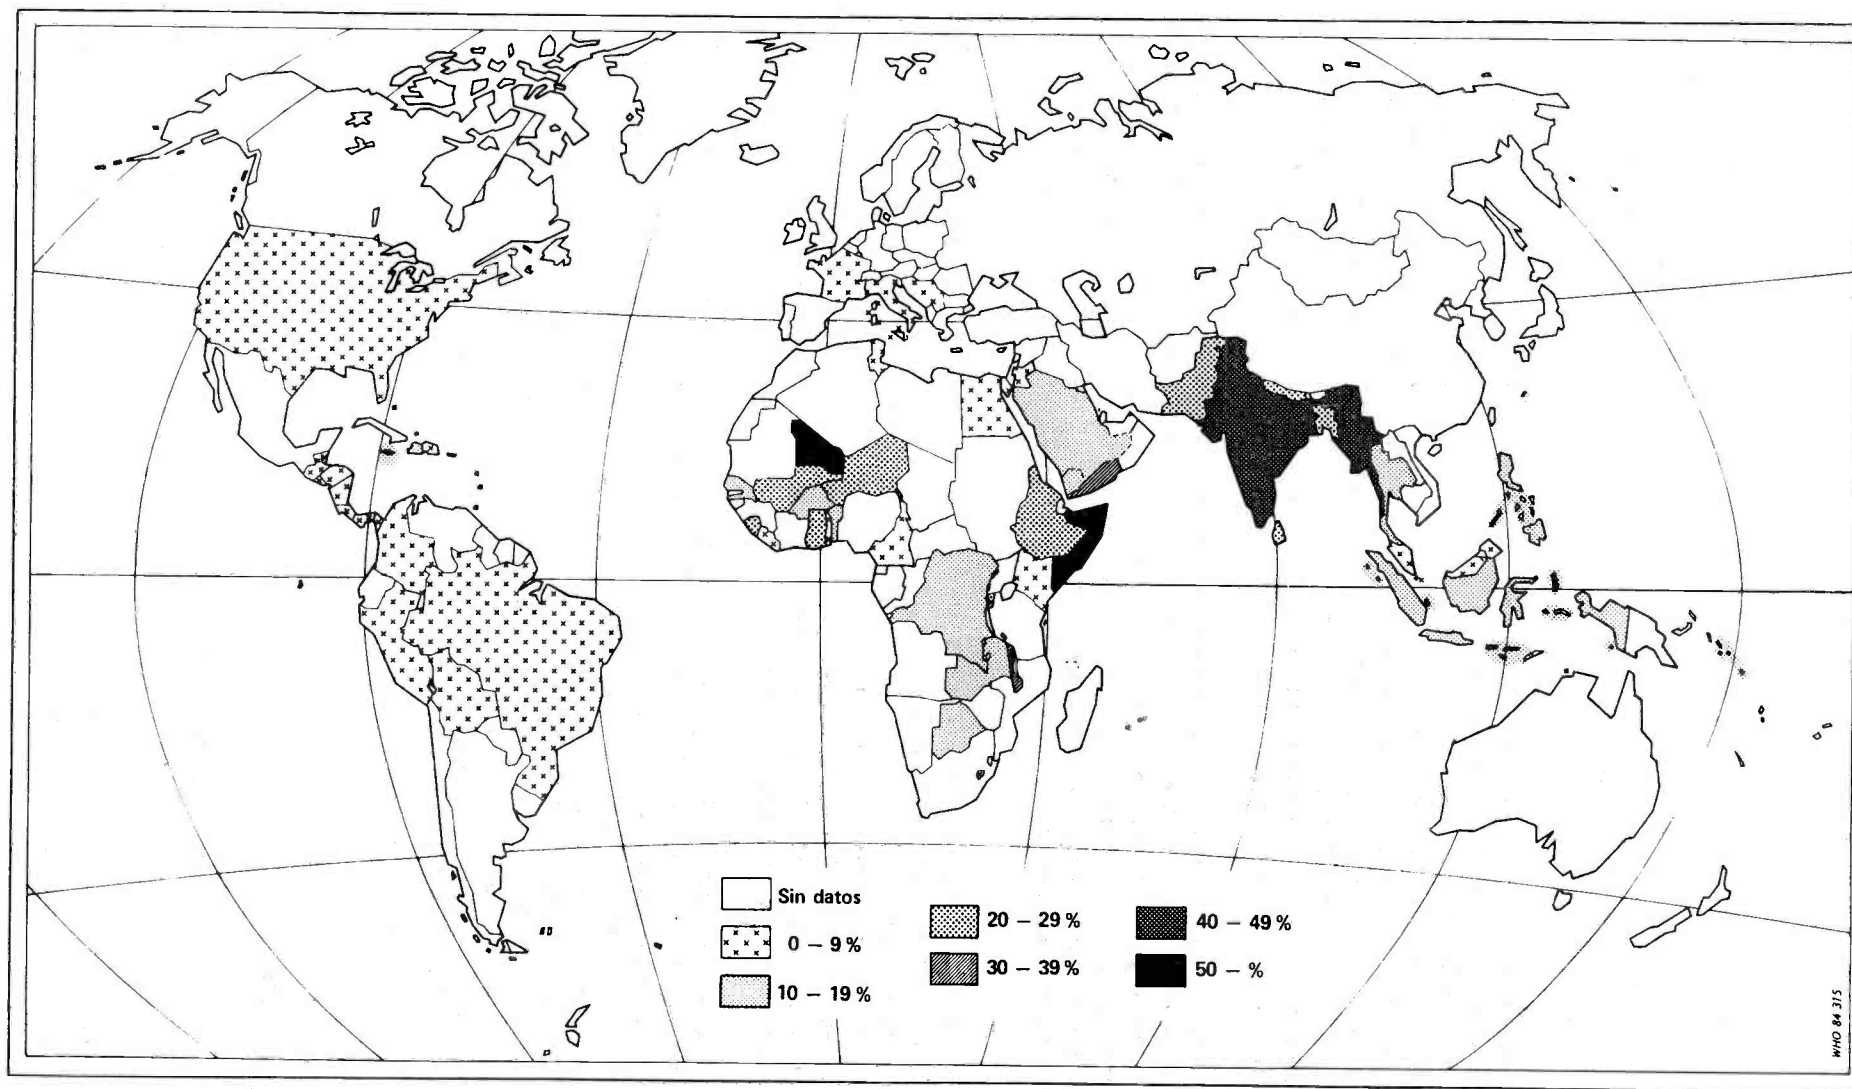 Sin datos
0 – 9 %
10 – 19 %
20 – 29 %
30 – 39 %
40 – 49 %
50 – %
WHO 84 315